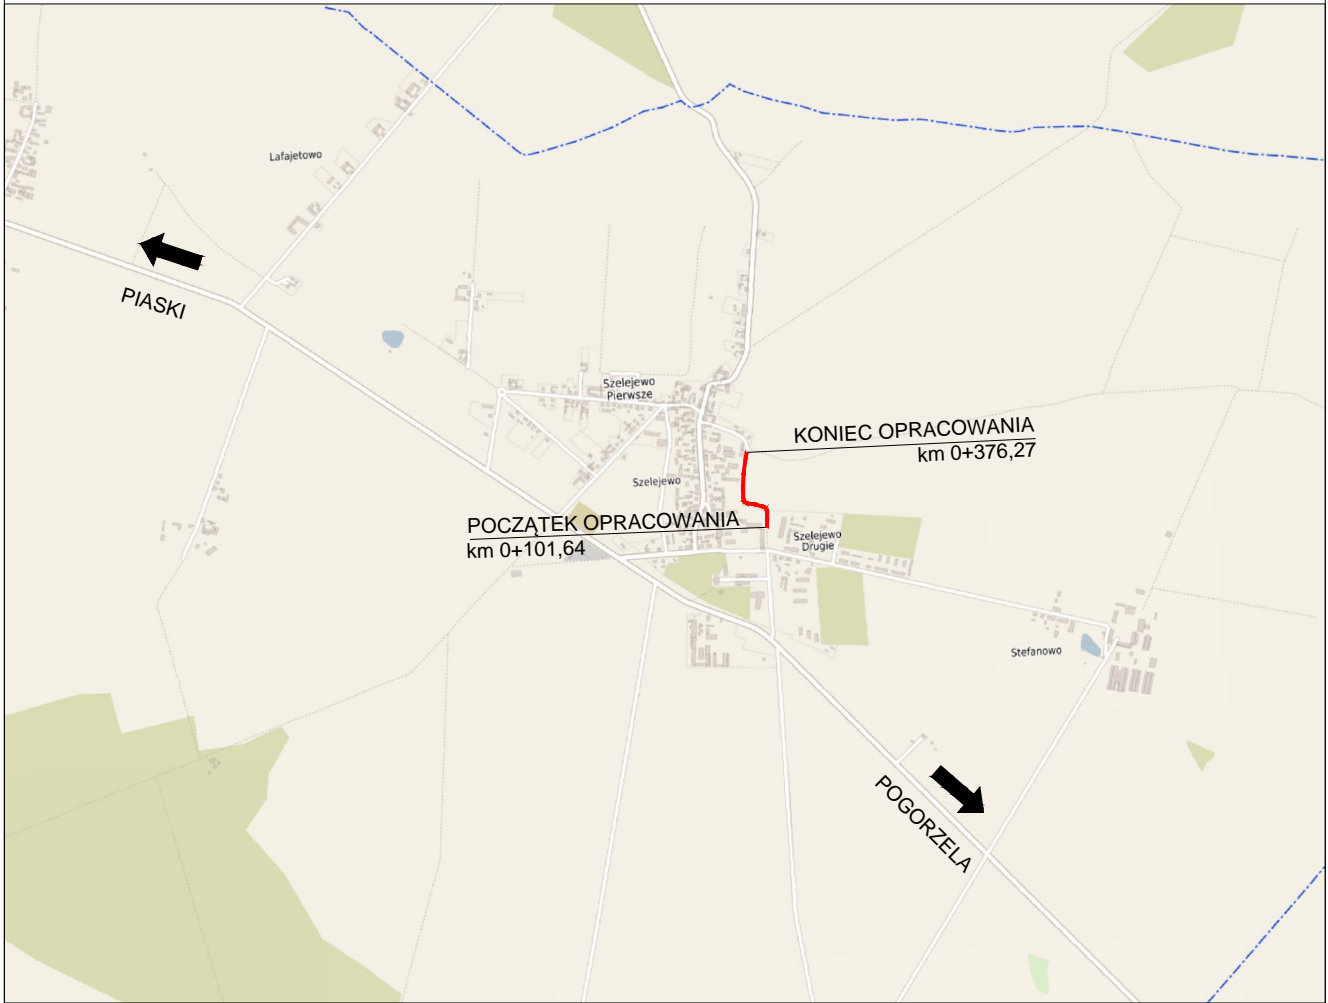 Lafajetowo
PIASKI
Szelejewo
Pierwsze
KONIEC OPRACOWANIA
km 0+376,27
Szelejewo
POCZĄTEK OPRACOWANIA
km 0+101,64
Szelejewo
Drugie
Stefanowo
POGORZELA